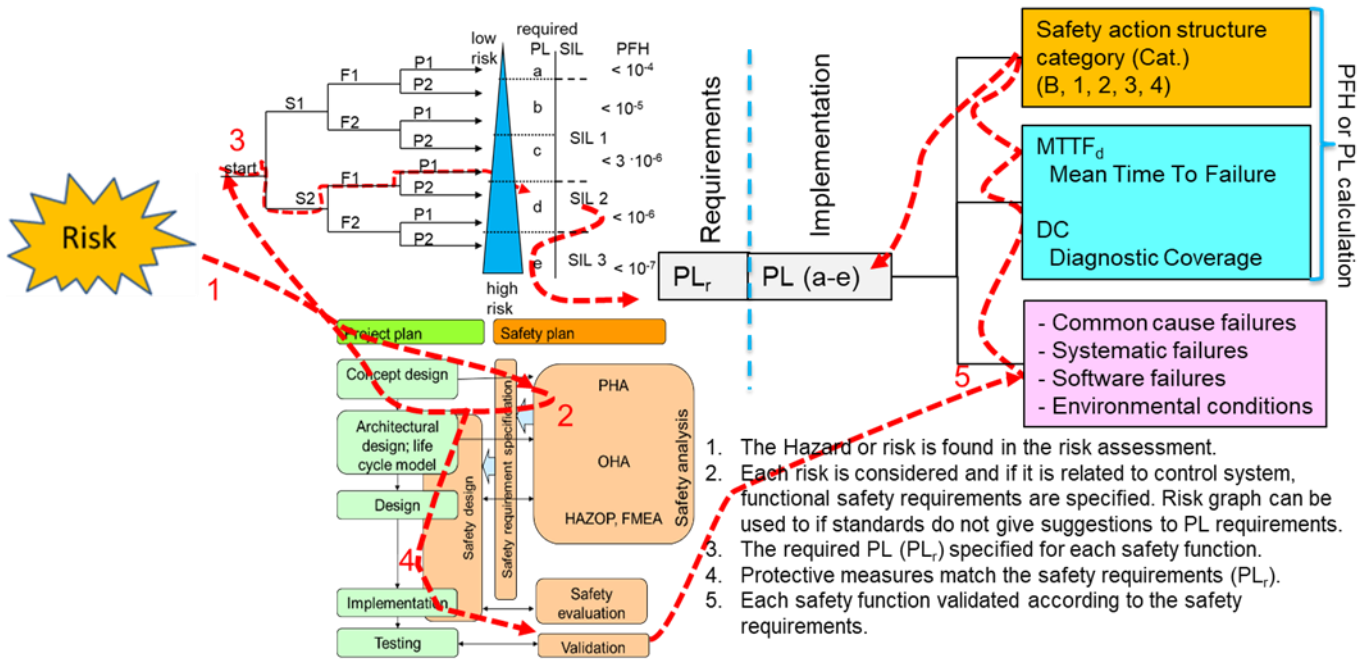 Risk
1
3
start
S1
S2
F1
F2
F1
F2
P1
P2
P1
P2
P1
P2
P1
P2
low
risk
high
risk
required
PL
SIL
PFH
a
b
c
d
e
SIL 1
SIL 2
SIL 3
< 10-4
< 10-5
< 3 ·10-6
< 10-6
< 10-7
Requirements
Implementation
PLr
PL (a-e)
Safety action structure
category (Cat.)
(B, 1, 2, 3, 4)
MTTFd
Mean Time To Failure
DC
Diagnostic Coverage
PFH or PL calculation
- Common cause failures
- Systematic failures
- Software failures
- Environmental conditions
5
Project plan
Safety plan
Concept design
Architectural
design; life
cycle model
Design
Implementation
Testing
Safety design
Safety requirement specification
PHA
OHA
HAZOP, FMEA
Safety analysis
2
4
Safety
evaluation
Validation
1. The Hazard or risk is found in the risk assessment.
2. Each risk is considered and if it is related to control system,
functional safety requirements are specified. Risk graph can be
used to if standards do not give suggestions to PL requirements.
3. The required PL (PLr) specified for each safety function.
4. Protective measures match the safety requirements (PLr).
5. Each safety function validated according to the safety
requirements.